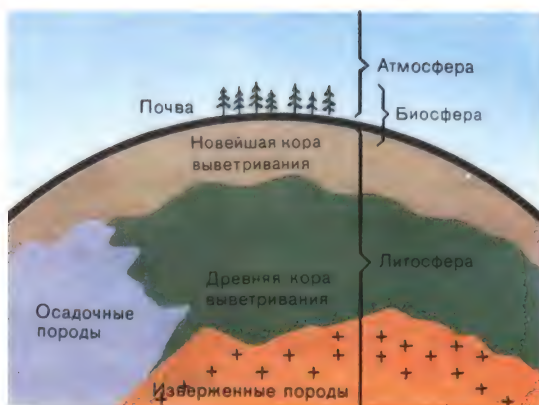 Атмосфера
Почва
Биосфера
Новейшая кора
выветривания
Литосфера
Древняя кора
выветривания
Осадочные
породы
Изверженные породы